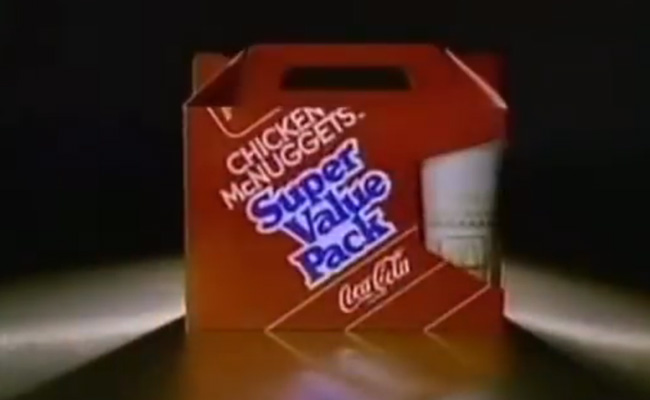 CHICKEN
McNUGGETS
Super
Value
Pack
Coca-Cola